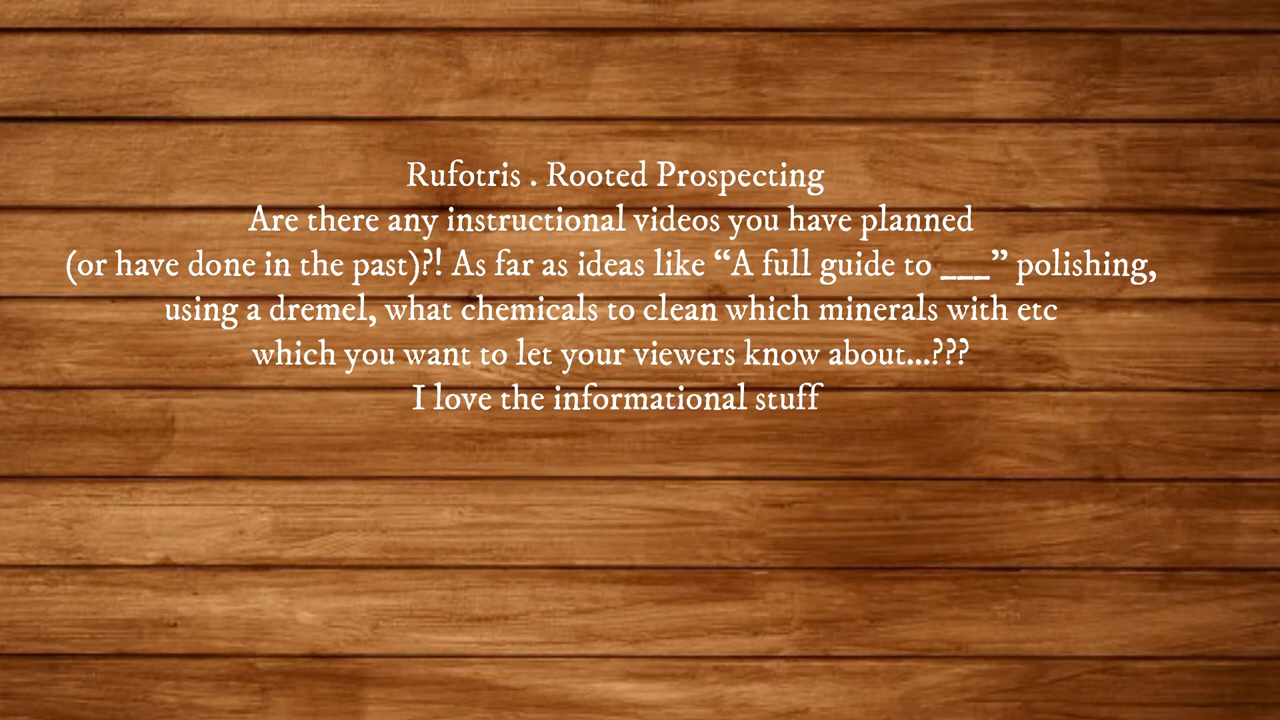 Rufotris . Rooted Prospecting
Are there any instructional videos you have planned
(or have done in the past)?! As far as ideas like “A full guide to ___” polishing,
using a dremel, what chemicals to clean which minerals with etc
which you want to let your viewers know about...???
I love the informational stuff